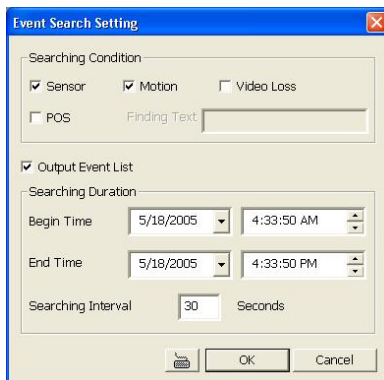 Event Search Setting
Searching Condition
Sensor Motion Video Loss
POS Finding Text
Output Event List
Searching Duration
Begin Time 5/18/2005 4:33:50 AM
End Time 5/18/2005 4:33:50 PM
Searching Interval 30 Seconds
OK Cancel